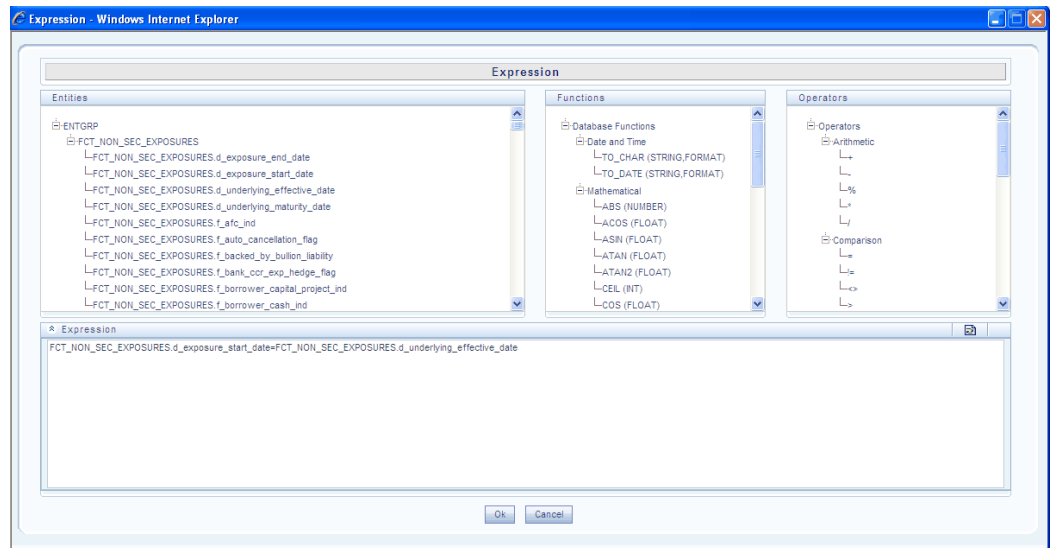 Expression - Windows Internet Explorer
Expression
Entities
ENTGRP
FCT_NON_SEC_EXPOSURES
FCT_NON_SEC_EXPOSURES.d_exposure_end_date
FCT_NON_SEC_EXPOSURES.d_exposure_start_date
FCT_NON_SEC_EXPOSURES.d_underlying_effective_date
FCT_NON_SEC_EXPOSURES.d_underlying_maturity_date
FCT_NON_SEC_EXPOSURES.f_afc_ind
FCT_NON_SEC_EXPOSURES.f_auto_cancellation_flag
FCT_NON_SEC_EXPOSURES.f_backed_by_bullion_liability
FCT_NON_SEC_EXPOSURES.f_bank_ccr_exp_hedge_flag
FCT_NON_SEC_EXPOSURES.f_borrower_capital_project_ind
FCT_NON_SEC_EXPOSURES.f_borrower_cash_ind
Functions
Database Functions
Date and Time
TO_CHAR (STRING,FORMAT)
TO_DATE (STRING,FORMAT)
Mathematical
ABS (NUMBER)
ACOS (FLOAT)
ASIN (FLOAT)
ATAN (FLOAT)
ATAN2 (FLOAT)
CEIL (INT)
COS (FLOAT)
Operators
Operators
Arithmetic
+
-
%
*
/
Comparison
=
!=
<>
>
Expression
FCT_NON_SEC_EXPOSURES.d_exposure_start_date=FCT_NON_SEC_EXPOSURES.d_underlying_effective_date
Ok
Cancel